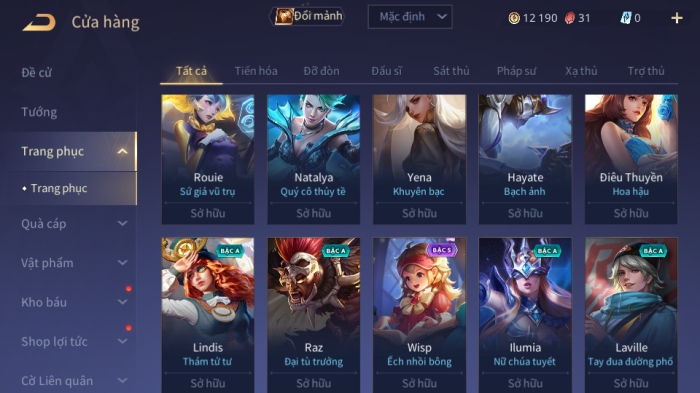 Cửa hàng
Đổi mảnh
Mặc định
12 190
31
0
Đề cử
Tướng
Trang phục
Trang phục
Quà cáp
Vật phẩm
Kho báu
Shop lợi tức
Cờ Liên quân
Tất cả
Tiến hóa
Đỡ đòn
Đấu sĩ
Sát thủ
Pháp sư
Xạ thủ
Trợ thủ
Rouie
Sứ giả vũ trụ
Sở hữu
Natalya
Quý cô thủy tề
Sở hữu
Yena
Khuyên bạc
Sở hữu
Hayate
Bạch ảnh
Sở hữu
Điêu Thuyền
Hoa hậu
Sở hữu
BẬC A
Lindis
Thám tử tư
Sở hữu
BẬC A
Raz
Đại tù trưởng
Sở hữu
BẬC S
Wisp
Ếch nhồi bông
Sở hữu
BẬC A
Ilumia
Nữ chúa tuyết
Sở hữu
BẬC A
Laville
Tay đua đường phố
Sở hữu